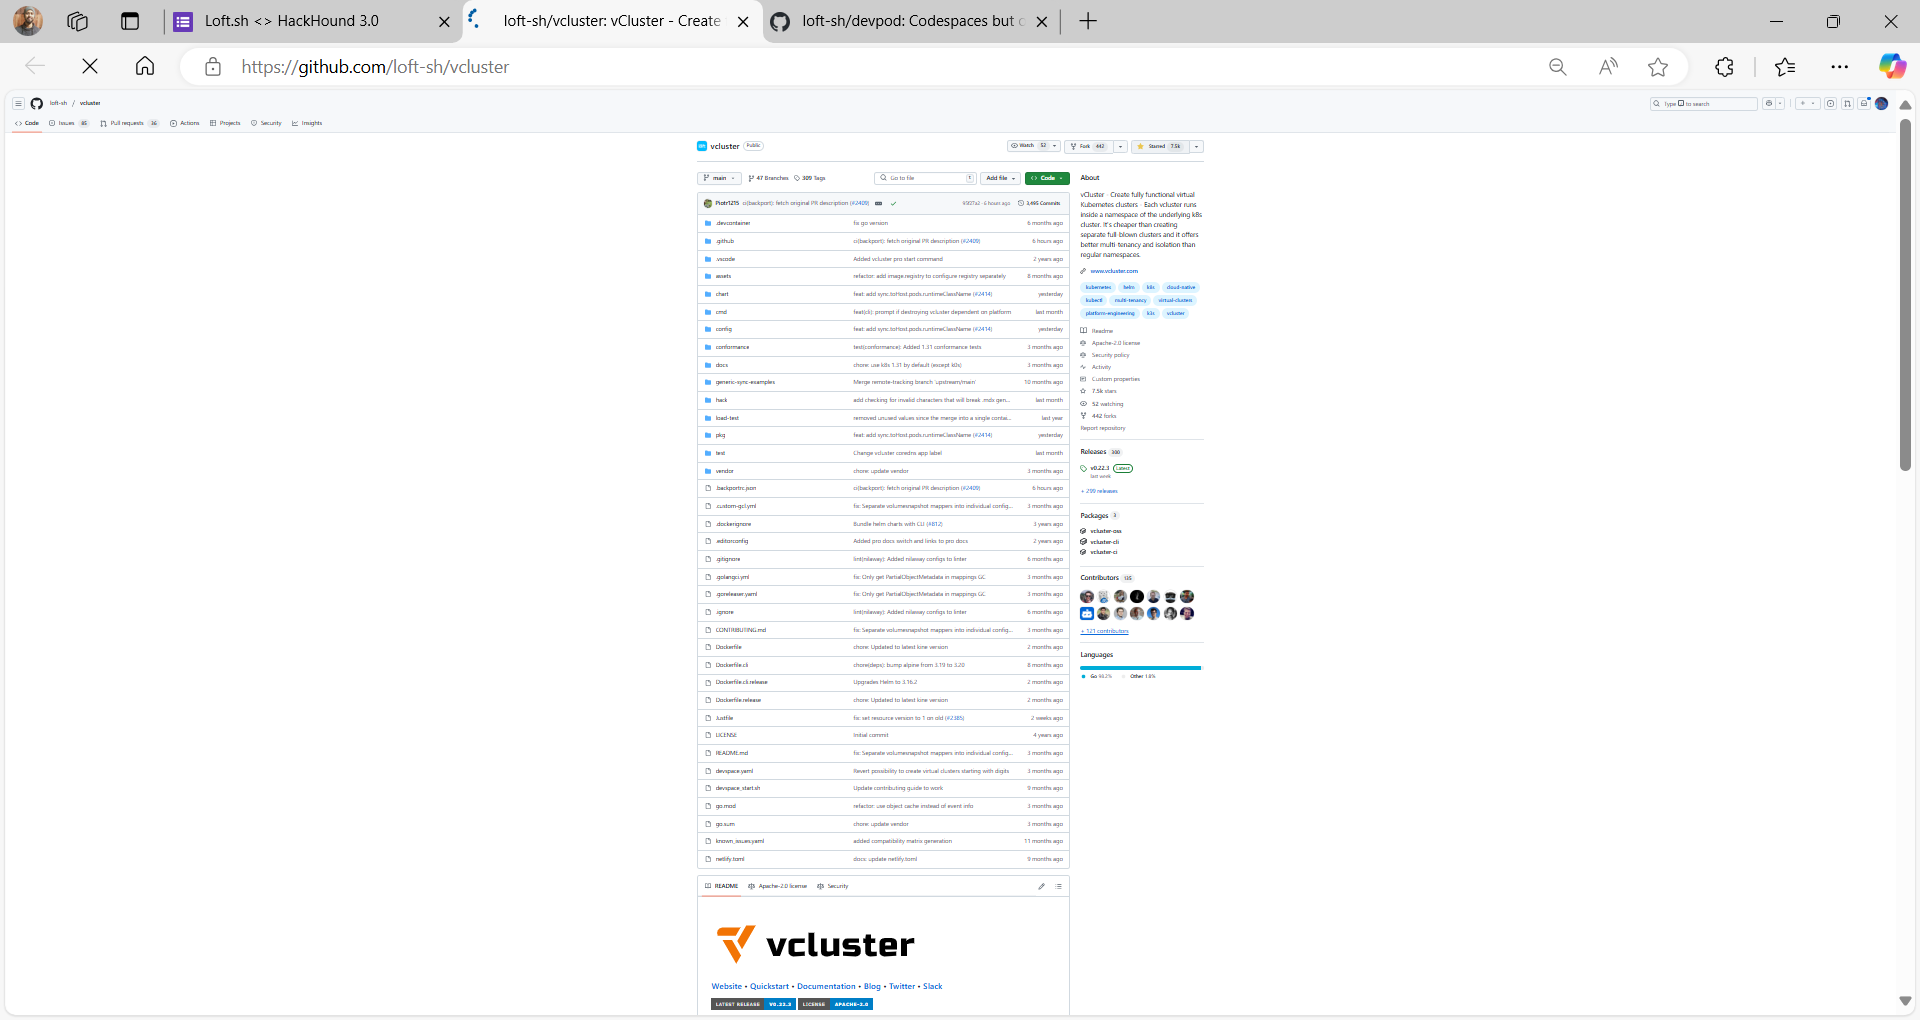 Loft.sh <> HackHound 3.0
loft-sh/vcluster: vCluster - Create
loft-sh/devpod: Codespaces but o
https://github.com/loft-sh/vcluster
loft-sh / vcluster
Type / to search
Code Issues 85 Pull requests 36 Actions Projects Security Insights
vcluster Public
Watch 52 Fork 442 Starred 7.5k
main 47 Branches 309 Tags
Go to file Add file Code
Piotr1215 ci(backport): fetch original PR description (#2409) 6 hours ago 3,495 Commits
.devcontainer fix go version 6 months ago
.github ci(backport): fetch original PR description (#2409) 6 hours ago
.vscode Added vcluster pro start command 2 years ago
assets refactor: add image.registry to configure registry separately 8 months ago
chart feat: add sync.toHost.pods.runtimeClassName (#2414) yesterday
cmd feat(cli): prompt if destroying vcluster dependent on platform last month
config feat: add sync.toHost.pods.runtimeClassName (#2414) yesterday
conformance test(conformance): Added 1.31 conformance tests 3 months ago
docs chore: use k8s 1.31 by default (except k0s) 3 months ago
generic-sync-examples Merge remote-tracking branch 'upstream/main' 10 months ago
hack add checking for invalid characters that will break .mdx gen... last month
load-test removed unused values since the merge into a single contai... last year
pkg feat: add sync.toHost.pods.runtimeClassName (#2414) yesterday
test Change vcluster coredns app label last month
vendor chore: update vendor 3 months ago
.backportrc.json ci(backport): fetch original PR description (#2409) 6 hours ago
.custom-gcl.yml fix: Separate volumesnapshot mappers into individual config... 3 months ago
.dockerignore Bundle helm charts with CLI (#812) 3 years ago
.editorconfig Added pro docs switch and links to pro docs 2 years ago
.gitignore lint(nilaway): Added nilaway configs to linter 6 months ago
.golangci.yml fix: Only get PartialObjectMetadata in mappings GC 3 months ago
.goreleaser.yaml fix: Only get PartialObjectMetadata in mappings GC 3 months ago
.ignore lint(nilaway): Added nilaway configs to linter 6 months ago
CONTRIBUTING.md fix: Separate volumesnapshot mappers into individual config... 3 months ago
Dockerfile chore: Updated to latest kine version 2 months ago
Dockerfile.cli chore(deps): bump alpine from 3.19 to 3.20 8 months ago
Dockerfile.cli.release Upgrades Helm to 3.16.2 2 months ago
Dockerfile.release chore: Updated to latest kine version 2 months ago
Justfile fix: set resource version to 1 on old (#2385) 2 weeks ago
LICENSE Initial commit 4 years ago
README.md fix: Separate volumesnapshot mappers into individual config... 3 months ago
devspace.yaml Revert possibility to create virtual clusters starting with digits 3 months ago
devspace_start.sh Update contributing guide to work 9 months ago
go.mod refactor: use object cache instead of event info 3 months ago
go.sum chore: update vendor 3 months ago
known_issues.yaml added compatibility matrix generation 11 months ago
netlify.toml docs: update netlify.toml 9 months ago
README Apache-2.0 license Security
vcluster
Website • Quickstart • Documentation • Blog • Twitter • Slack
LATEST RELEASE V0.22.3 LICENSE APACHE-2.0
About
vCluster - Create fully functional virtual
Kubernetes clusters - Each vcluster runs
inside a namespace of the underlying k8s
cluster. It's cheaper than creating
separate full-blown clusters and it offers
better multi-tenancy and isolation than
regular namespaces.
www.vcluster.com
kubernetes helm k8s cloud-native
kubectl multi-tenancy virtual-clusters
platform-engineering k3s vcluster
Readme
Apache-2.0 license
Security policy
Activity
Custom properties
7.5k stars
52 watching
442 forks
Report repository
Releases 300
v0.22.3 Latest
last week
+ 299 releases
Packages 3
vcluster-oss
vcluster-cli
vcluster-ci
Contributors 135
+ 121 contributors
Languages
Go 98.2% Other 1.8%